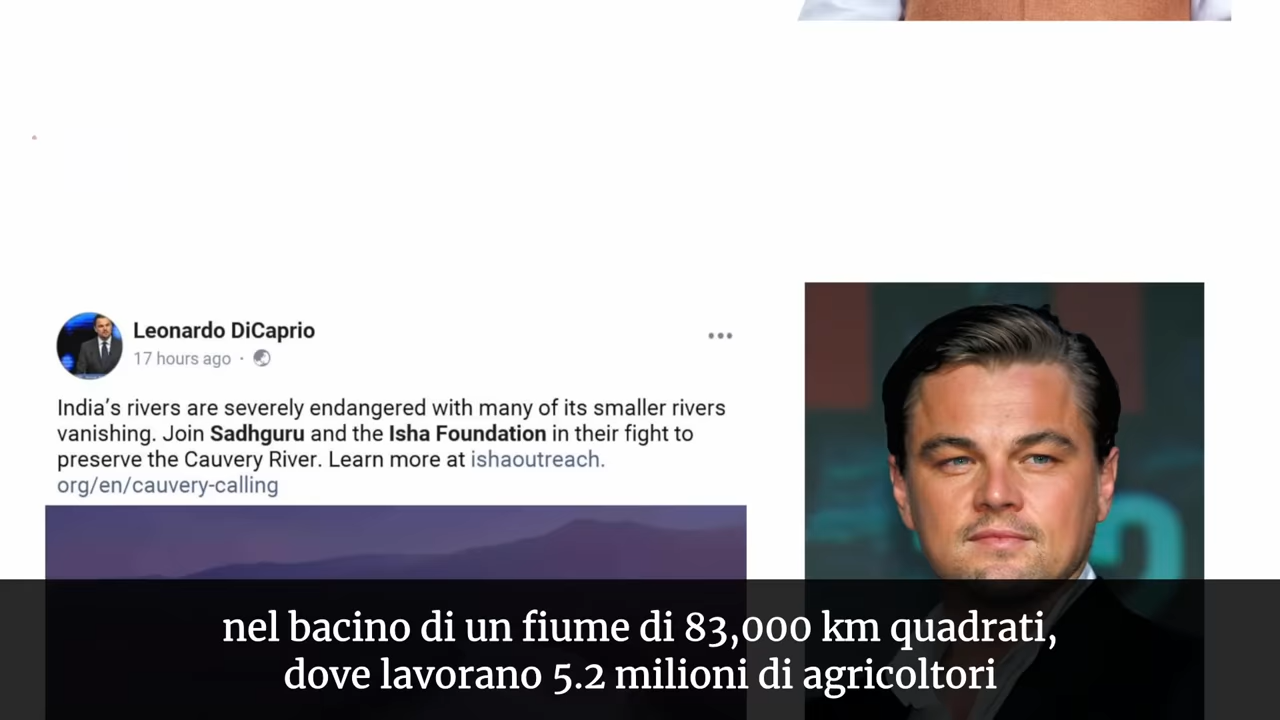 Leonardo DiCaprio
17 hours ago ·
India’s rivers are severely endangered with many of its smaller rivers
vanishing. Join Sadhguru and the Isha Foundation in their fight to
preserve the Cauvery River. Learn more at ishaoutreach.
org/en/cauvery-calling
nel bacino di un fiume di 83,000 km quadrati,
dove lavorano 5.2 milioni di agricoltori